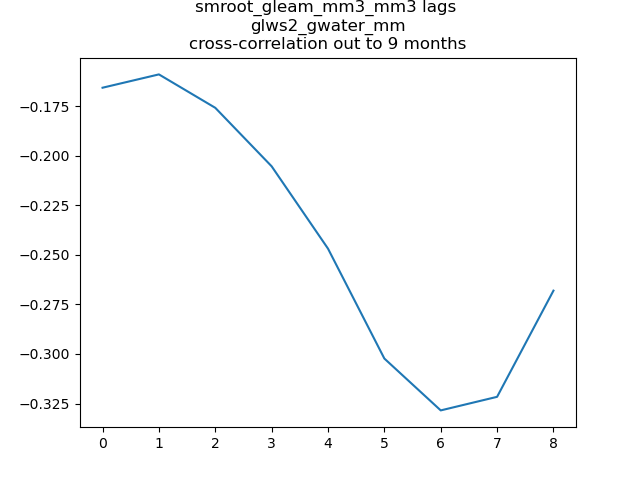 smroot_gleam_mm3_mm3 lags
glws2_gwater_mm
cross-correlation out to 9 months
−0.175
−0.200
−0.225
−0.250
−0.275
−0.300
−0.325
0 1 2 3 4 5 6 7 8